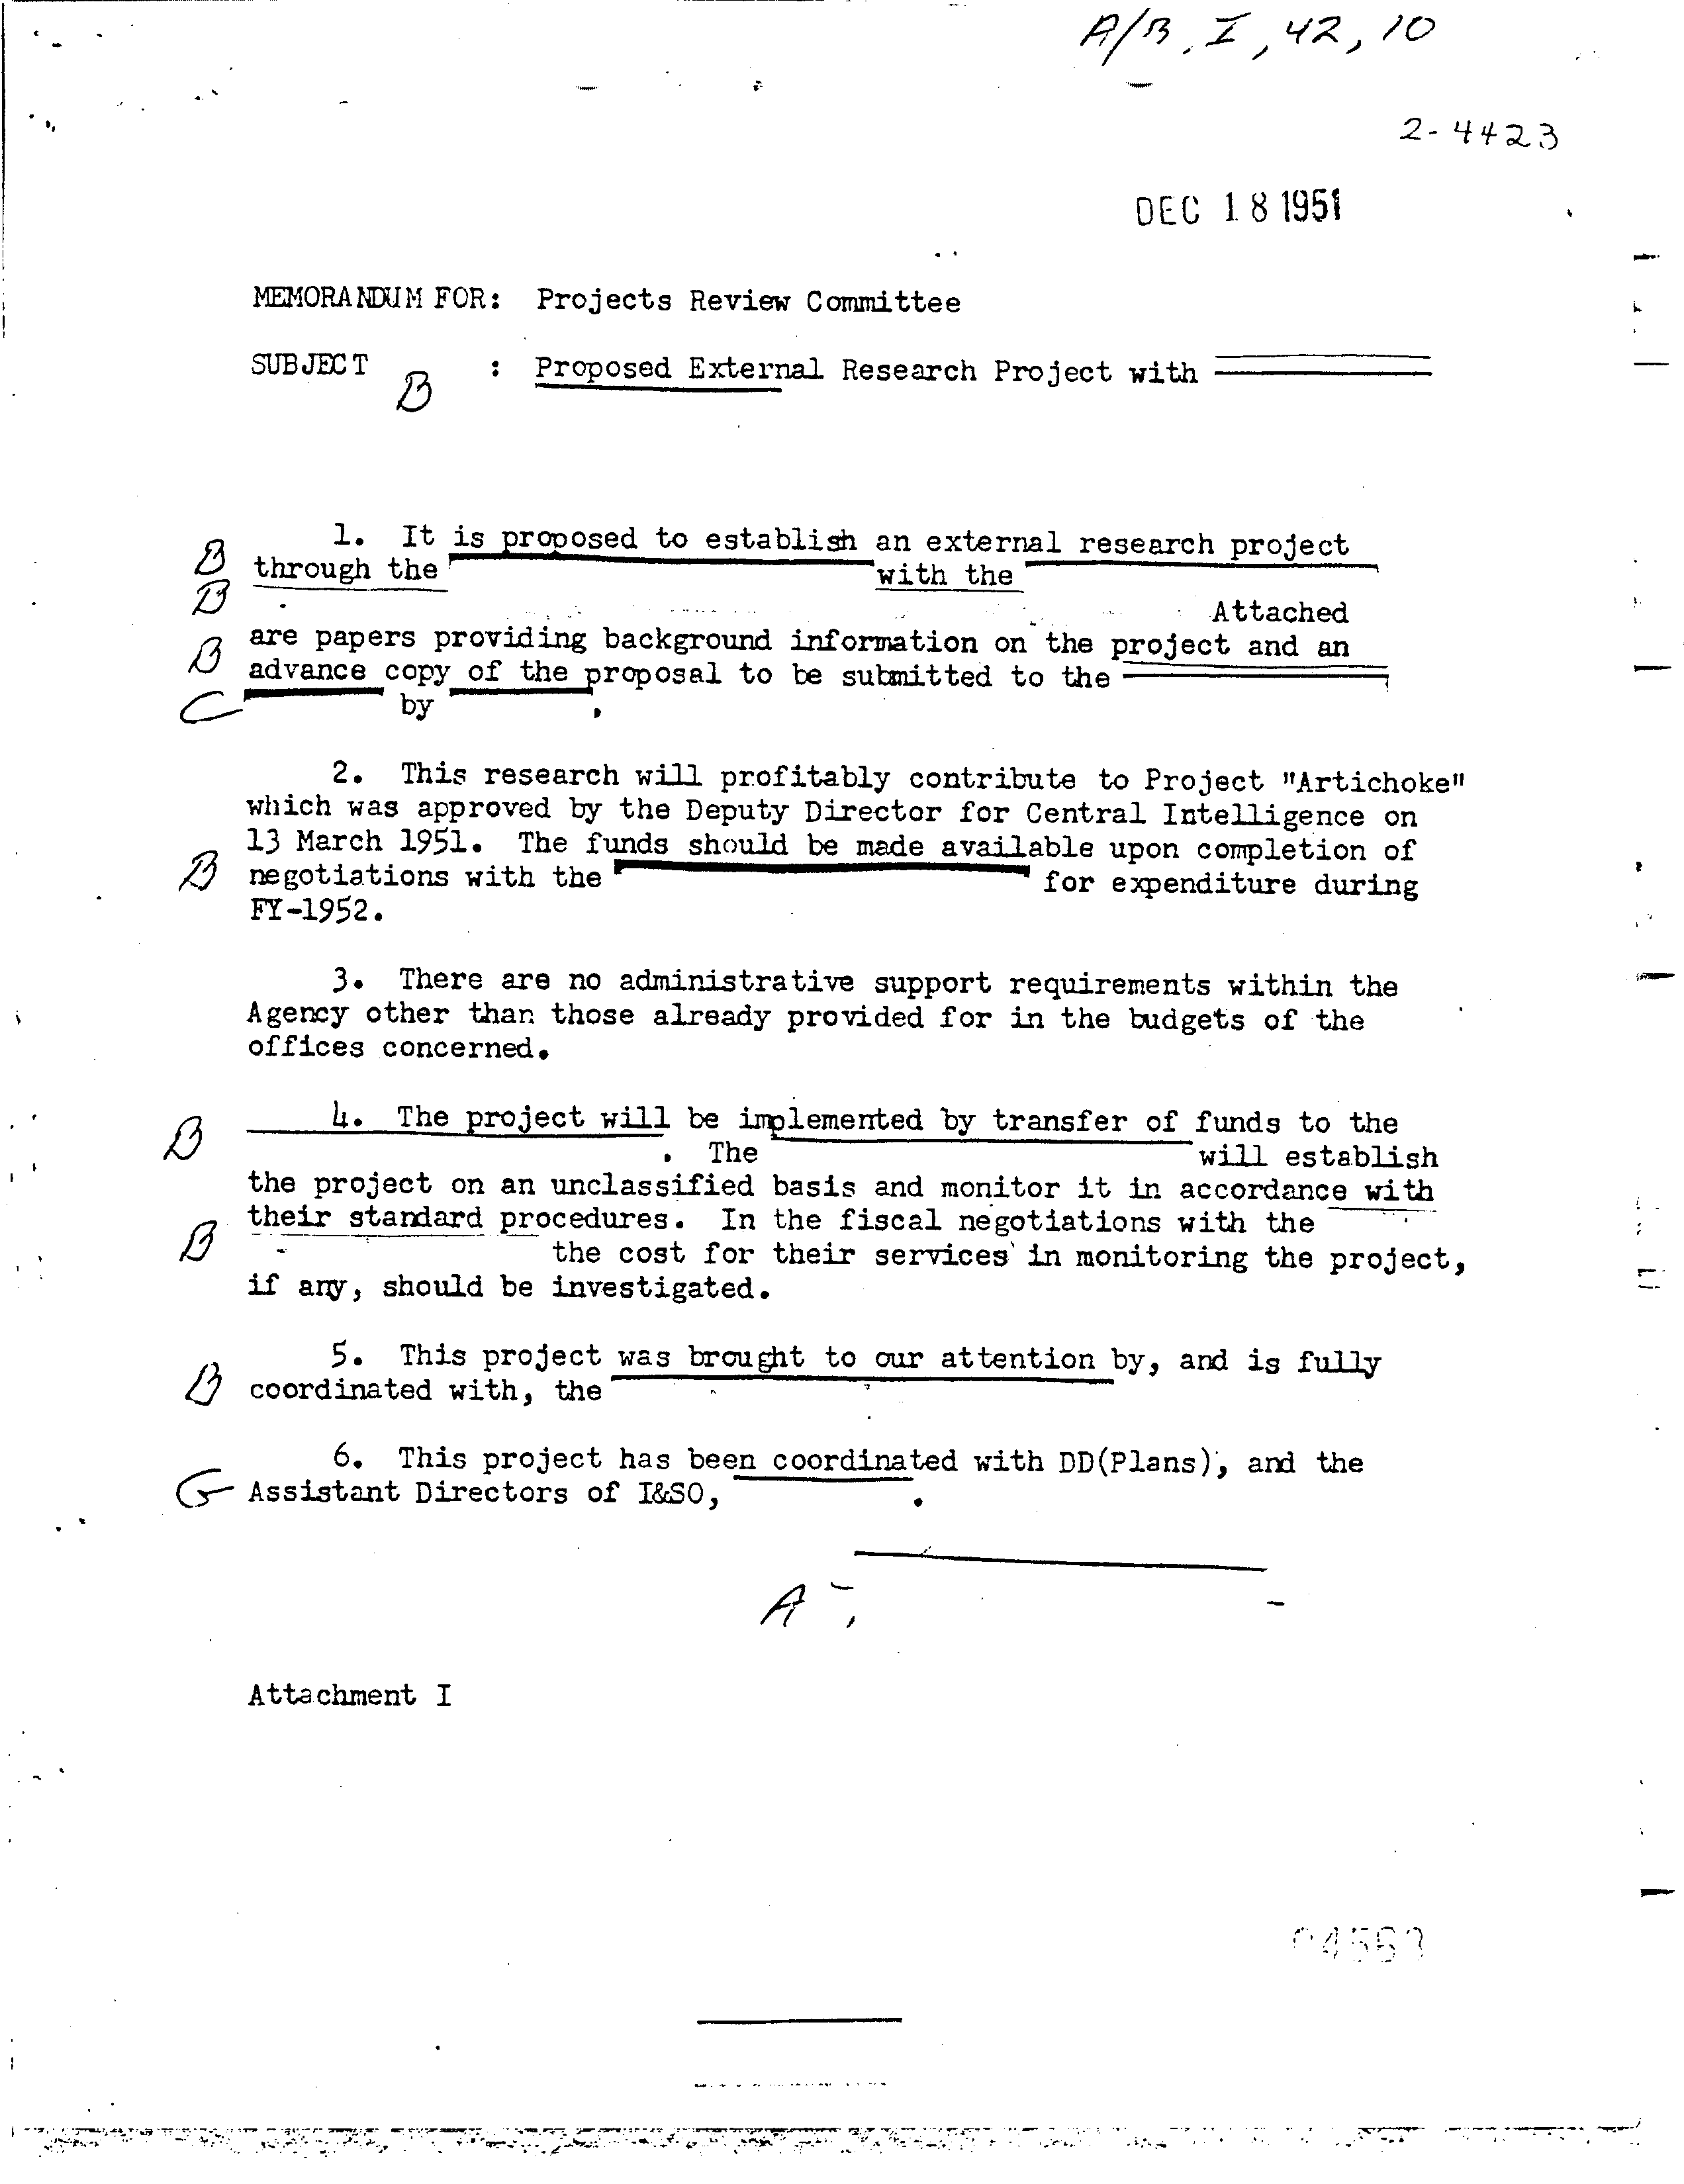 A/B, I, 42, 10
2-4423
DEC 18 1951
MEMORANDUM FOR: Projects Review Committee
SUBJECT : Proposed External Research Project with
B
1. It is proposed to establish an external research project
B through the with the
B Attached
B are papers providing background information on the project and an
advance copy of the proposal to be submitted to the
C by .
2. This research will profitably contribute to Project "Artichoke"
which was approved by the Deputy Director for Central Intelligence on
13 March 1951. The funds should be made available upon completion of
B negotiations with the for expenditure during
FY-1952.
3. There are no administrative support requirements within the
Agency other than those already provided for in the budgets of the
offices concerned.
4. The project will be implemented by transfer of funds to the
B . The will establish
the project on an unclassified basis and monitor it in accordance with
their standard procedures. In the fiscal negotiations with the
B the cost for their services in monitoring the project,
if any, should be investigated.
5. This project was brought to our attention by, and is fully
B coordinated with, the
6. This project has been coordinated with DD(Plans), and the
G Assistant Directors of I&SO, .
A
Attachment I